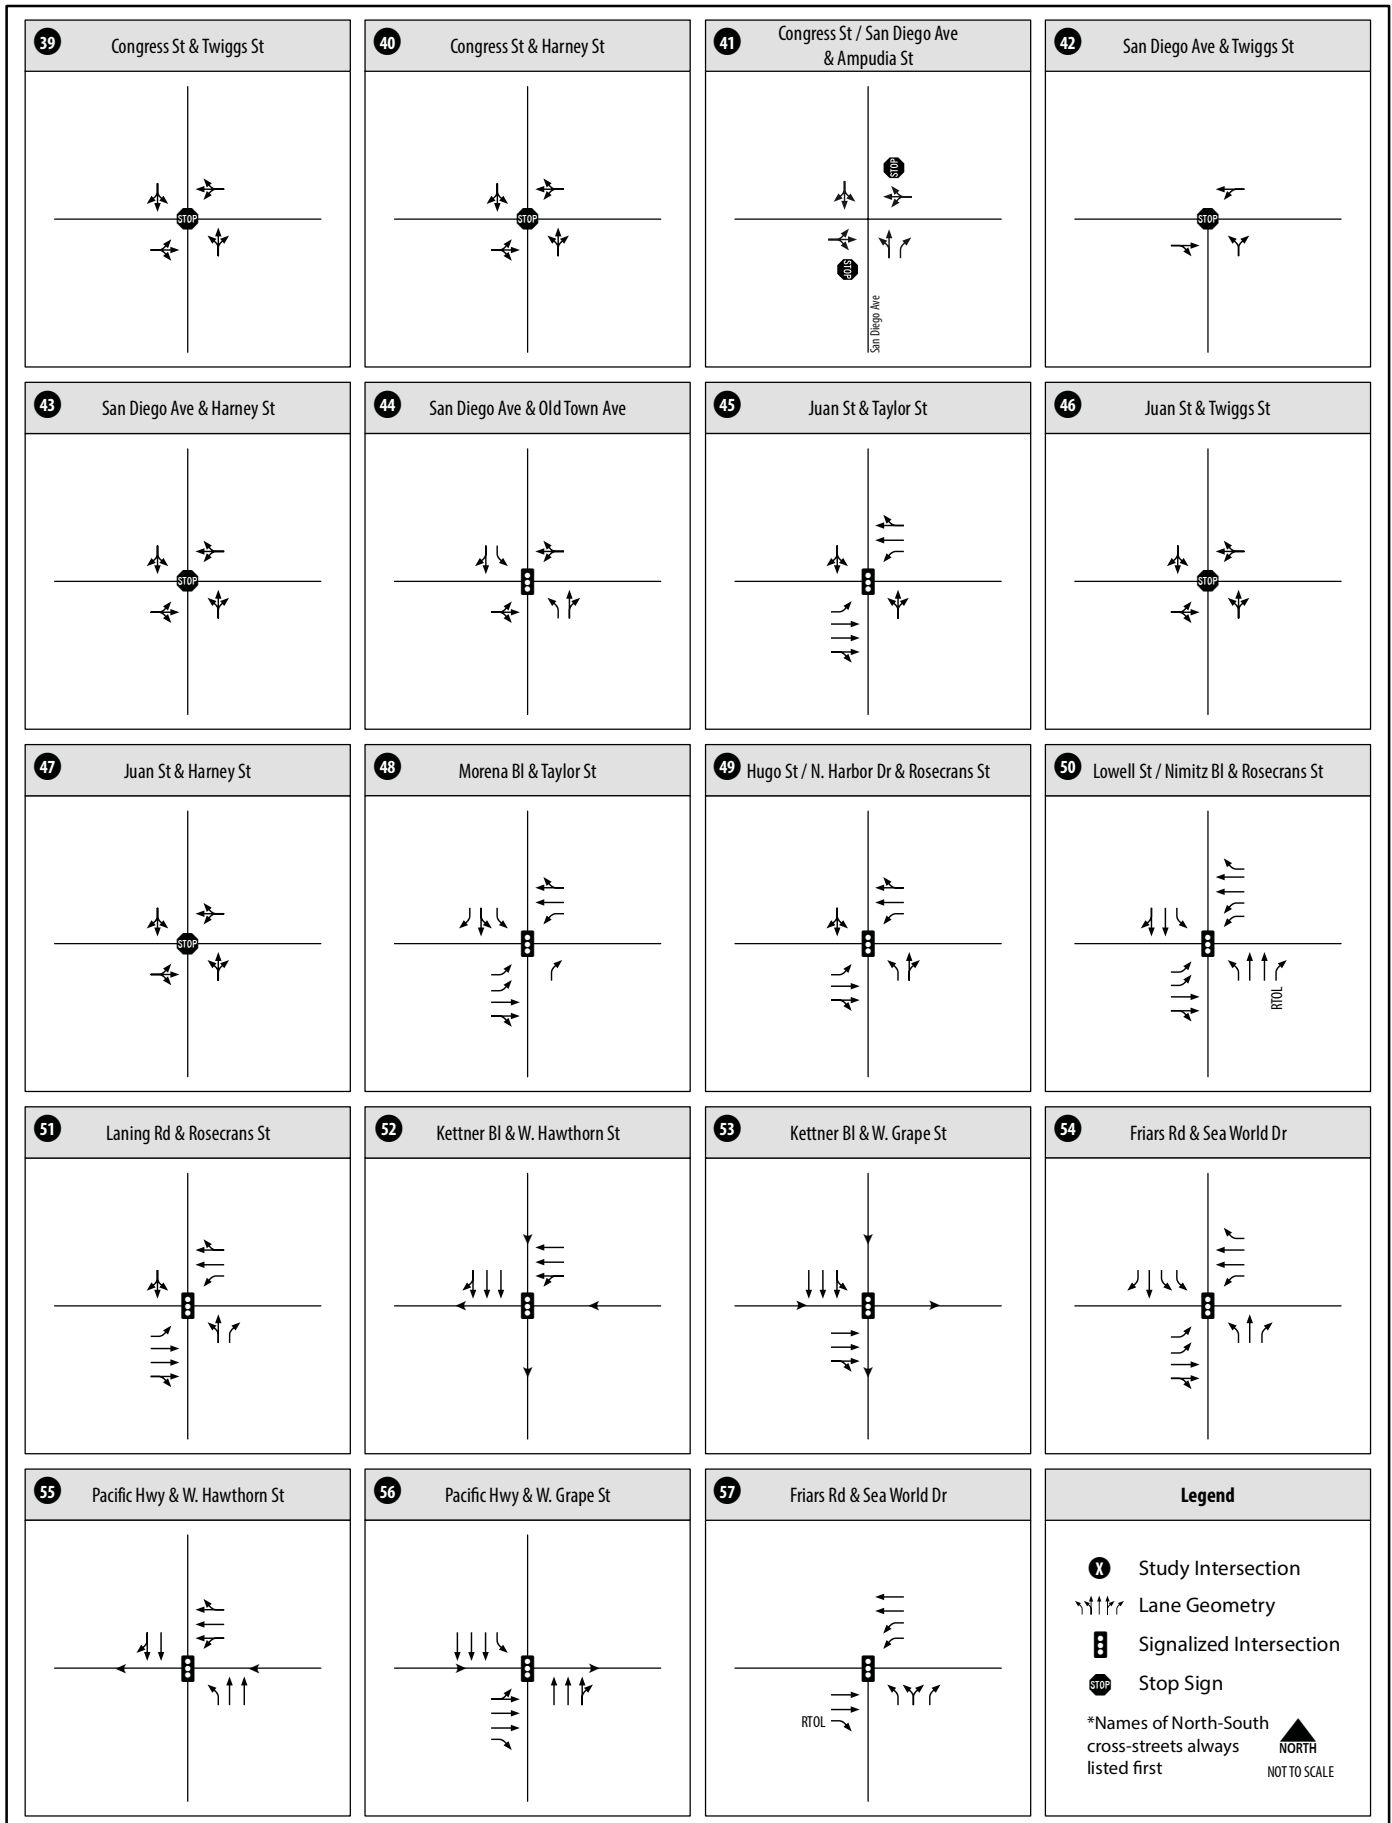 39 Congress St & Twiggs St
STOP
40 Congress St & Harney St
STOP
41 Congress St / San Diego Ave
& Ampudia St
STOP
STOP
San Diego Ave
42 San Diego Ave & Twiggs St
STOP
43 San Diego Ave & Harney St
STOP
44 San Diego Ave & Old Town Ave
45 Juan St & Taylor St
46 Juan St & Twiggs St
STOP
47 Juan St & Harney St
STOP
48 Morena Bl & Taylor St
49 Hugo St / N. Harbor Dr & Rosecrans St
50 Lowell St / Nimitz Bl & Rosecrans St
RTOL
51 Laning Rd & Rosecrans St
52 Kettner Bl & W. Hawthorn St
53 Kettner Bl & W. Grape St
54 Friars Rd & Sea World Dr
55 Pacific Hwy & W. Hawthorn St
56 Pacific Hwy & W. Grape St
57 Friars Rd & Sea World Dr
RTOL
Legend
X Study Intersection
Lane Geometry
Signalized Intersection
STOP Stop Sign
*Names of North-South
cross-streets always
listed first
NORTH
NOT TO SCALE